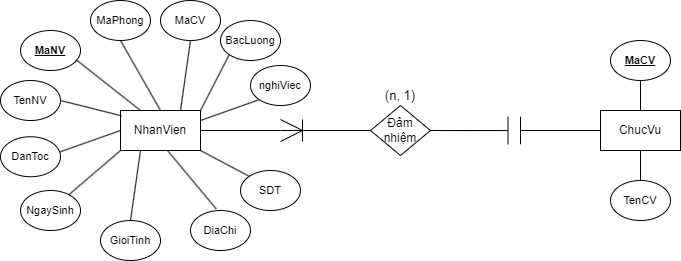 MaPhong
MaCV
BacLuong
MaNV
nghiViec
TenNV
NhanVien
DanToc
NgaySinh
GioiTinh
DiaChi
SDT
(n, 1)
Đảm
nhiệm
MaCV
ChucVu
TenCV